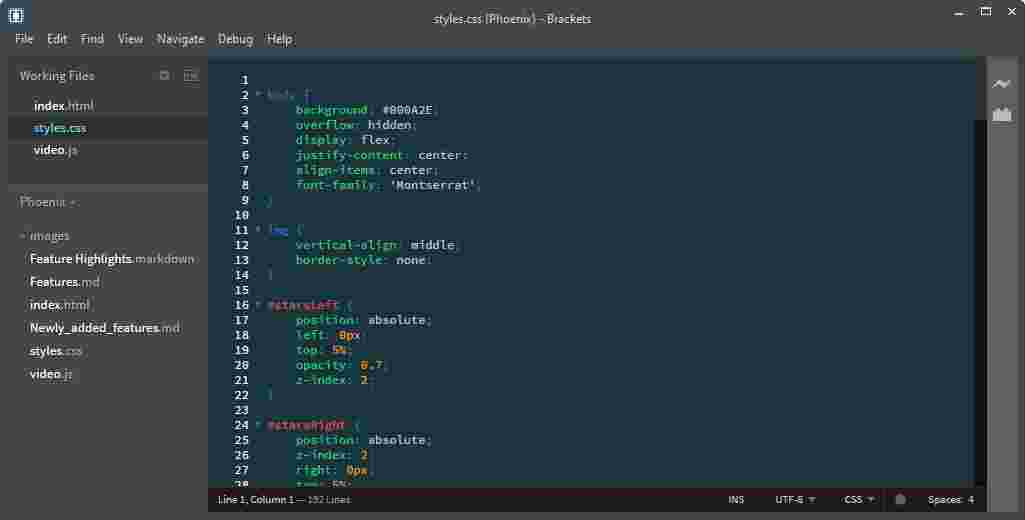 styles.css (Phoenix) - Brackets
File Edit Find View Navigate Debug Help
Working Files
index.html
styles.css
video.js
Phoenix
images
Feature Highlights.markdown
Features.md
index.html
Newly_added_features.md
styles.css
video.js
1
2 body {
3 background: #000A2E;
4 overflow: hidden;
5 display: flex;
6 justify-content: center;
7 align-items: center;
8 font-family: 'Montserrat';
9 }
10
11 img {
12 vertical-align: middle;
13 border-style: none;
14 }
15
16 #starsLeft {
17 position: absolute;
18 left: 0px;
19 top: 5%;
20 opacity: 0.7;
21 z-index: 2;
22 }
23
24 #starsRight {
25 position: absolute;
26 z-index: 2
27 right: 0px;
28 top: 5%;
Line 1, Column 1 — 192 Lines
INS UTF-8 CSS Spaces: 4